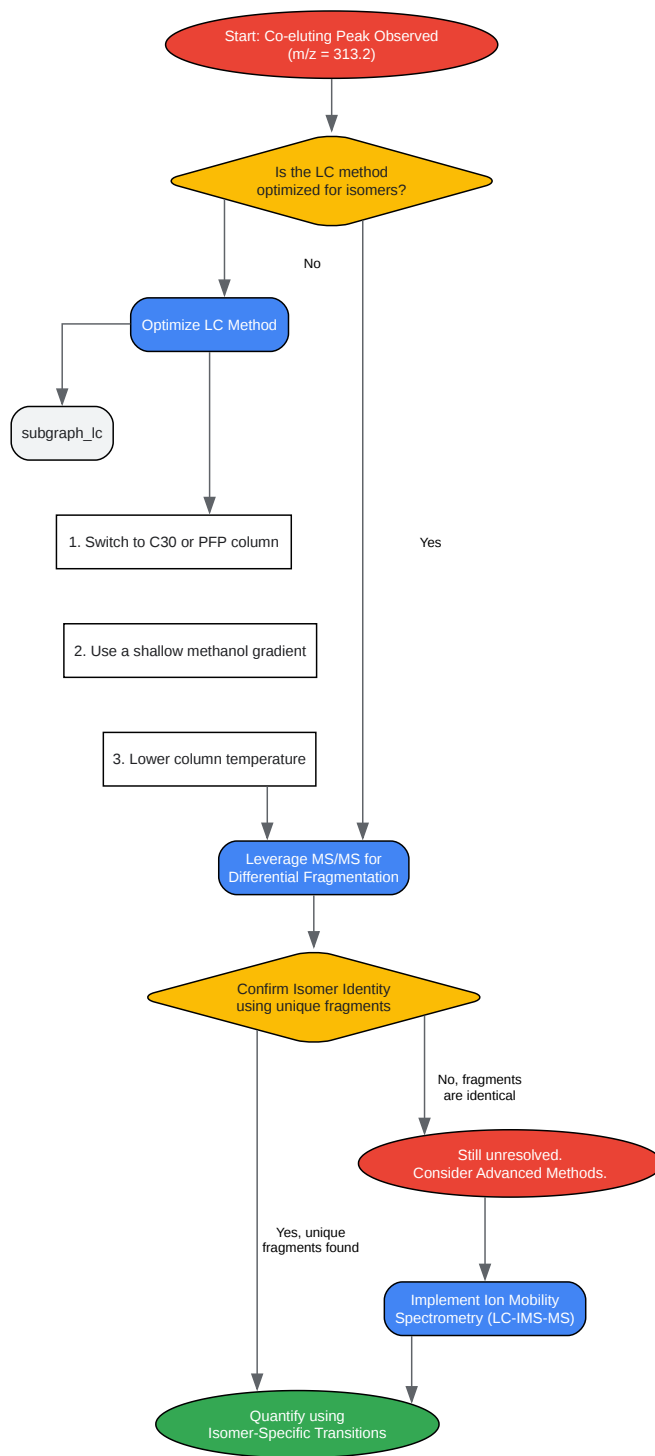 Start: Co-eluting Peak Observed
(m/z = 313.2)
Is the LC method
optimized for isomers?
No
Optimize LC Method
subgraph_lc
1. Switch to C30 or PFP column
Yes
2. Use a shallow methanol gradient
3. Lower column temperature
Leverage MS/MS for
Differential Fragmentation
Confirm Isomer Identity
using unique fragments
No, fragments
are identical
Still unresolved.
Consider Advanced Methods.
Yes, unique
fragments found
Implement Ion Mobility
Spectrometry (LC-IMS-MS)
Quantify using
Isomer-Specific Transitions